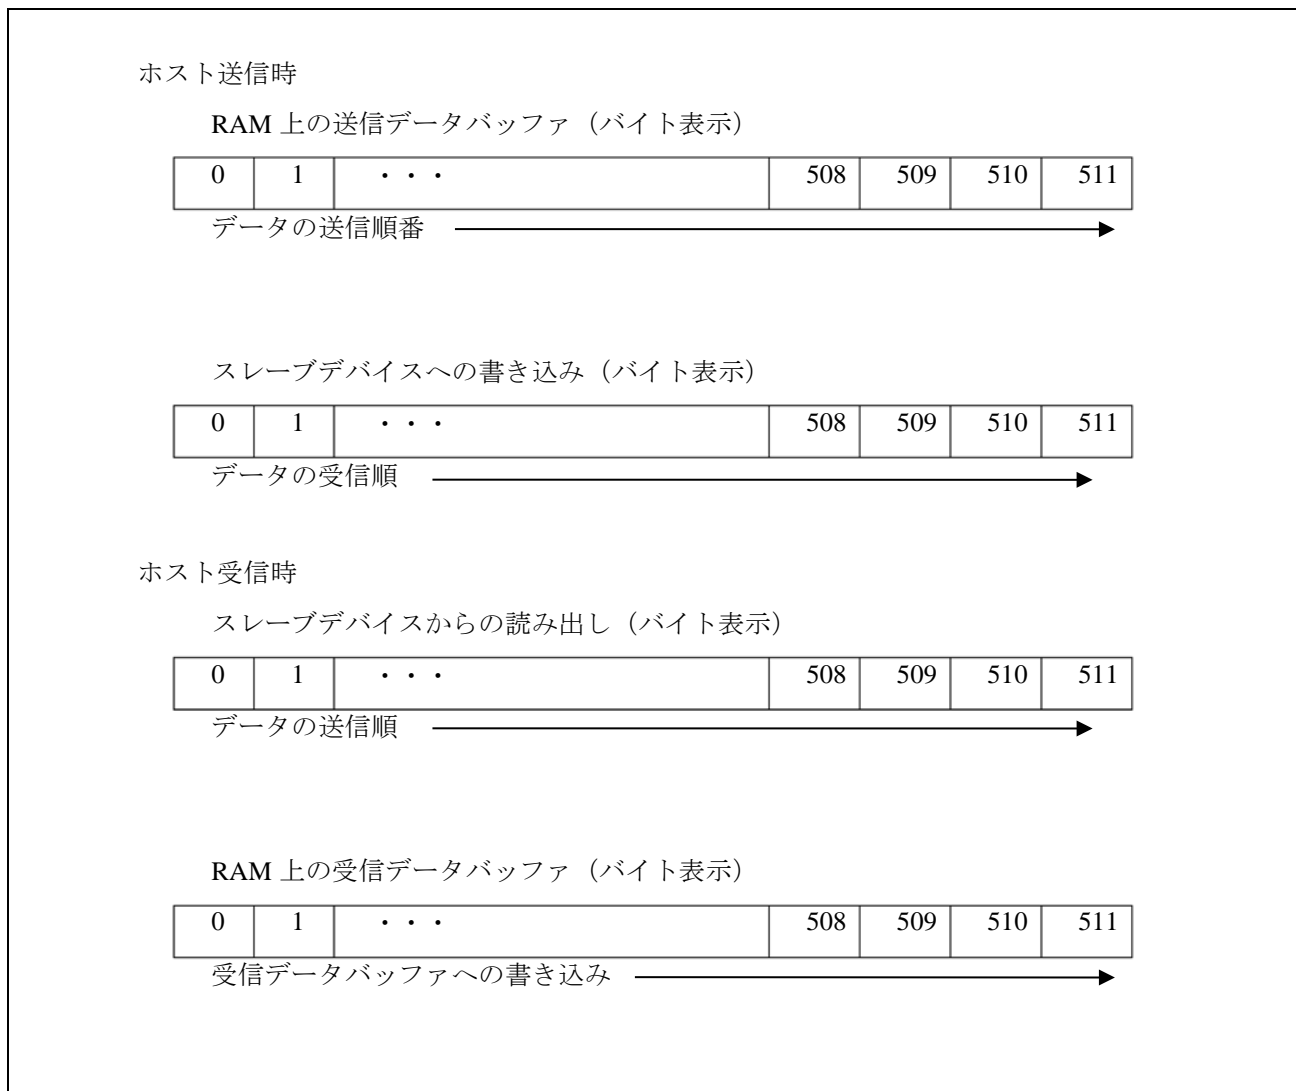 ホスト送信時
RAM 上の送信データバッファ（バイト表示）
0 1 ・・・ 508 509 510 511
データの送信順番
スレーブデバイスへの書き込み（バイト表示）
0 1 ・・・ 508 509 510 511
データの受信順
ホスト受信時
スレーブデバイスからの読み出し（バイト表示）
0 1 ・・・ 508 509 510 511
データの送信順
RAM 上の受信データバッファ（バイト表示）
0 1 ・・・ 508 509 510 511
受信データバッファへの書き込み